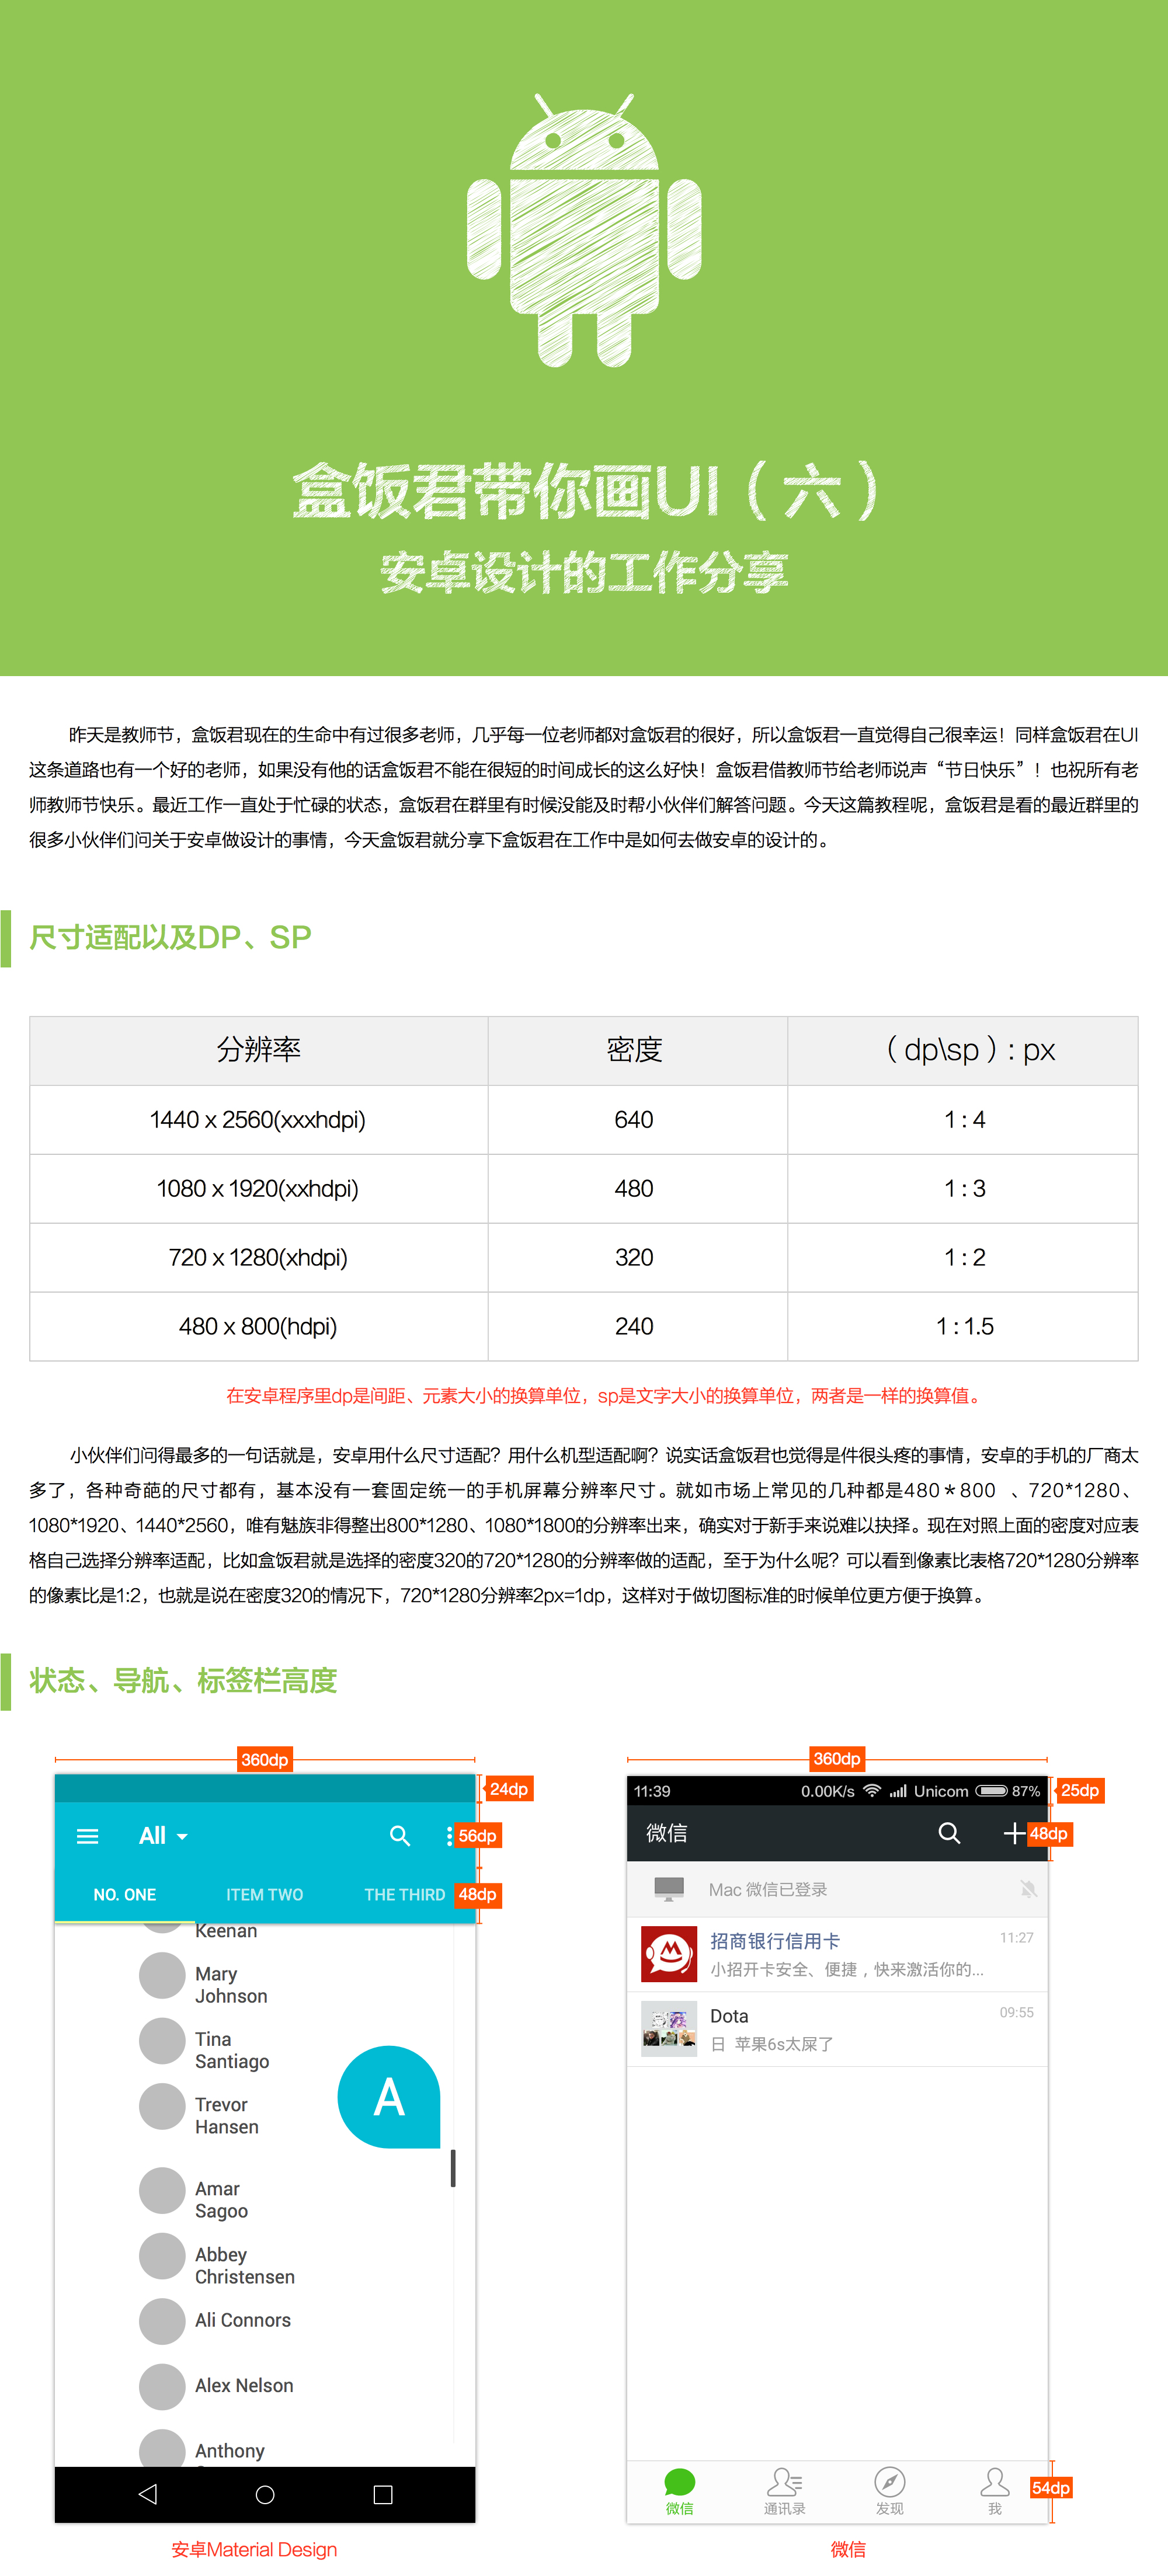 盒饭君带你画UI（六）
安卓设计的工作分享
昨天是教师节，盒饭君现在的生命中有过很多老师，几乎每一位老师都对盒饭君的很好，所以盒饭君一直觉得自己很幸运！同样盒饭君在UI
这条道路也有一个好的老师，如果没有他的话盒饭君不能在很短的时间成长的这么好快！盒饭君借教师节给老师说声“节日快乐”！也祝所有老
师教师节快乐。最近工作一直处于忙碌的状态，盒饭君在群里有时候没能及时帮小伙伴们解答问题。今天这篇教程呢，盒饭君是看的最近群里的
很多小伙伴们问关于安卓做设计的事情，今天盒饭君就分享下盒饭君在工作中是如何去做安卓的设计的。
尺寸适配以及DP、SP
分辨率 密度 （dp\sp）: px
1440 x 2560(xxxhdpi) 640 1 : 4
1080 x 1920(xxhdpi) 480 1 : 3
720 x 1280(xhdpi) 320 1 : 2
480 x 800(hdpi) 240 1 : 1.5
在安卓程序里dp是间距、元素大小的换算单位，sp是文字大小的换算单位，两者是一样的换算值。
小伙伴们问得最多的一句话就是，安卓用什么尺寸适配？用什么机型适配啊？说实话盒饭君也觉得是件很头疼的事情，安卓的手机的厂商太
多了，各种奇葩的尺寸都有，基本没有一套固定统一的手机屏幕分辨率尺寸。就如市场上常见的几种都是480＊800 、720*1280、
1080*1920、1440*2560，唯有魅族非得整出800*1280、1080*1800的分辨率出来，确实对于新手来说难以抉择。现在对照上面的密度对应表
格自己选择分辨率适配，比如盒饭君就是选择的密度320的720*1280的分辨率做的适配，至于为什么呢？可以看到像素比表格720*1280分辨率
的像素比是1:2，也就是说在密度320的情况下，720*1280分辨率2px=1dp，这样对于做切图标准的时候单位更方便于换算。
状态、导航、标签栏高度
360dp
24dp
All
56dp
NO. ONE ITEM TWO THE THIRD
48dp
Keenan
Mary
Johnson
Tina
Santiago
Trevor
Hansen
A
Amar
Sagoo
Abbey
Christensen
Ali Connors
Alex Nelson
Anthony
安卓Material Design
360dp
11:39 0.00K/s Unicom 87%
25dp
微信
48dp
Mac 微信已登录
招商银行信用卡 11:27
小招开卡安全、便捷，快来激活你的...
Dota 09:55
日 苹果6s太屎了
微信 通讯录 发现 我
54dp
微信